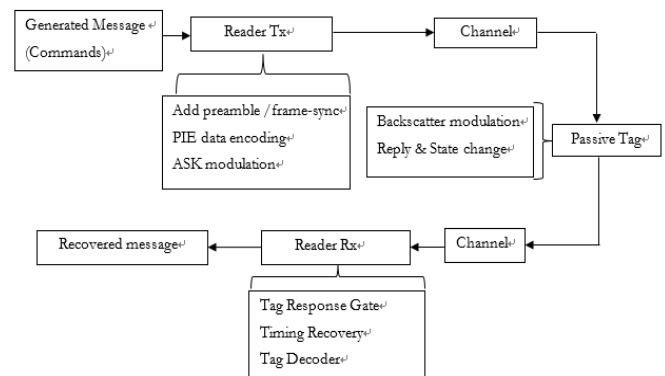 Generated Message
(Commands)
Reader Tx
Channel
Add preamble / frame-sync
PIE data encoding
ASK modulation
Backscatter modulation
Reply & State change
Passive Tag
Recovered message
Reader Rx
Channel
Tag Response Gate
Timing Recovery
Tag Decoder